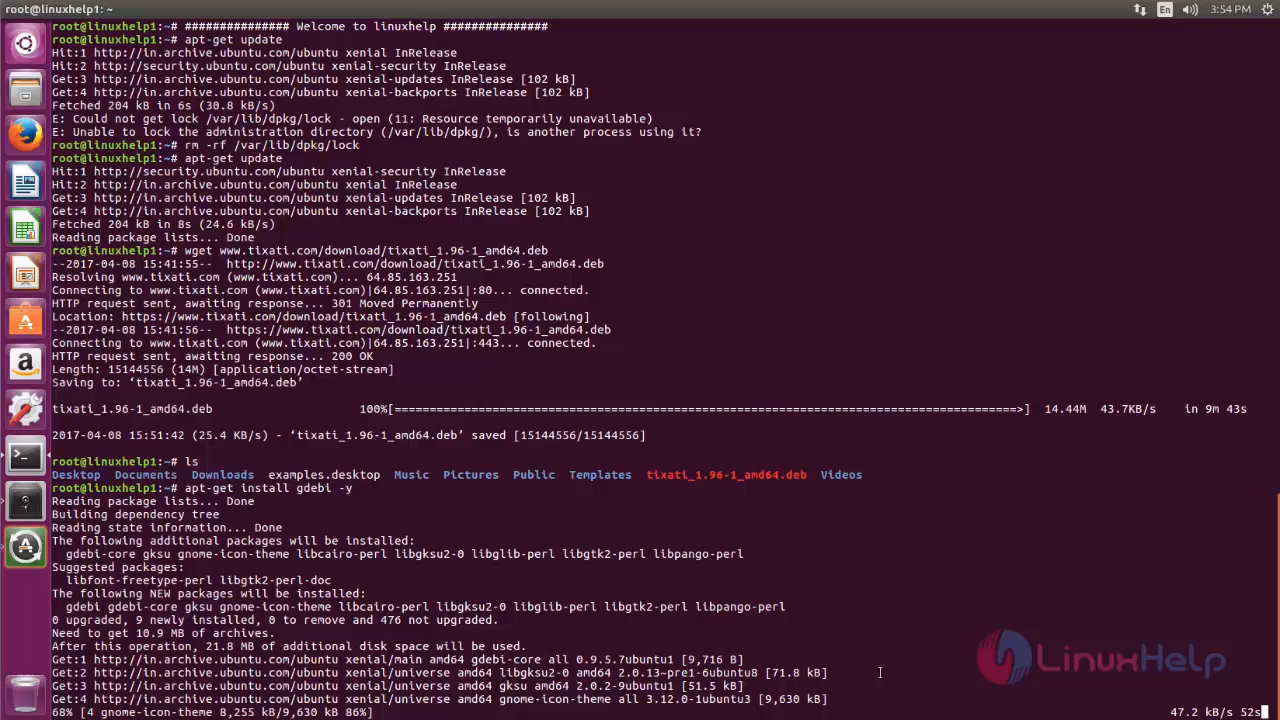 root@linuxhelp1: ~
En
3:54 PM
root@linuxhelp1:~# ############### Welcome to linuxhelp ###############
root@linuxhelp1:~# apt-get update
Hit:1 http://in.archive.ubuntu.com/ubuntu xenial InRelease
Hit:2 http://security.ubuntu.com/ubuntu xenial-security InRelease
Get:3 http://in.archive.ubuntu.com/ubuntu xenial-updates InRelease [102 kB]
Get:4 http://in.archive.ubuntu.com/ubuntu xenial-backports InRelease [102 kB]
Fetched 204 kB in 6s (30.8 kB/s)
E: Could not get lock /var/lib/dpkg/lock - open (11: Resource temporarily unavailable)
E: Unable to lock the administration directory (/var/lib/dpkg/), is another process using it?
root@linuxhelp1:~# rm -rf /var/lib/dpkg/lock
root@linuxhelp1:~# apt-get update
Hit:1 http://security.ubuntu.com/ubuntu xenial-security InRelease
Hit:2 http://in.archive.ubuntu.com/ubuntu xenial InRelease
Get:3 http://in.archive.ubuntu.com/ubuntu xenial-updates InRelease [102 kB]
Get:4 http://in.archive.ubuntu.com/ubuntu xenial-backports InRelease [102 kB]
Fetched 204 kB in 8s (24.6 kB/s)
Reading package lists... Done
root@linuxhelp1:~# wget www.tixati.com/download/tixati_1.96-1_amd64.deb
--2017-04-08 15:41:55--  http://www.tixati.com/download/tixati_1.96-1_amd64.deb
Resolving www.tixati.com (www.tixati.com)... 64.85.163.251
Connecting to www.tixati.com (www.tixati.com)|64.85.163.251|:80... connected.
HTTP request sent, awaiting response... 301 Moved Permanently
Location: https://www.tixati.com/download/tixati_1.96-1_amd64.deb [following]
--2017-04-08 15:41:56--  https://www.tixati.com/download/tixati_1.96-1_amd64.deb
Connecting to www.tixati.com (www.tixati.com)|64.85.163.251|:443... connected.
HTTP request sent, awaiting response... 200 OK
Length: 15144556 (14M) [application/octet-stream]
Saving to: ‘tixati_1.96-1_amd64.deb’
tixati_1.96-1_amd64.deb 100%[=========================================================================================>] 14.44M 43.7KB/s in 9m 43s
2017-04-08 15:51:42 (25.4 KB/s) - ‘tixati_1.96-1_amd64.deb’ saved [15144556/15144556]
root@linuxhelp1:~# ls
Desktop Documents Downloads examples.desktop Music Pictures Public Templates tixati_1.96-1_amd64.deb Videos
root@linuxhelp1:~# apt-get install gdebi -y
Reading package lists... Done
Building dependency tree
Reading state information... Done
The following additional packages will be installed:
gdebi-core gksu gnome-icon-theme libcairo-perl libgksu2-0 libglib-perl libgtk2-perl libpango-perl
Suggested packages:
libfont-freetype-perl libgtk2-perl-doc
The following NEW packages will be installed:
gdebi gdebi-core gksu gnome-icon-theme libcairo-perl libgksu2-0 libglib-perl libgtk2-perl libpango-perl
0 upgraded, 9 newly installed, 0 to remove and 476 not upgraded.
Need to get 10.9 MB of archives.
After this operation, 21.8 MB of additional disk space will be used.
Get:1 http://in.archive.ubuntu.com/ubuntu xenial/main amd64 gdebi-core all 0.9.5.7ubuntu1 [9,716 B]
Get:2 http://in.archive.ubuntu.com/ubuntu xenial/universe amd64 libgksu2-0 amd64 2.0.13~pre1-6ubuntu8 [71.8 kB]
Get:3 http://in.archive.ubuntu.com/ubuntu xenial/universe amd64 gksu amd64 2.0.2-9ubuntu1 [51.5 kB]
Get:4 http://in.archive.ubuntu.com/ubuntu xenial/universe amd64 gnome-icon-theme all 3.12.0-1ubuntu3 [9,630 kB]
68% [4 gnome-icon-theme 8,255 kB/9,630 kB 86%] 47.2 kB/s 52s
LinuxHelp